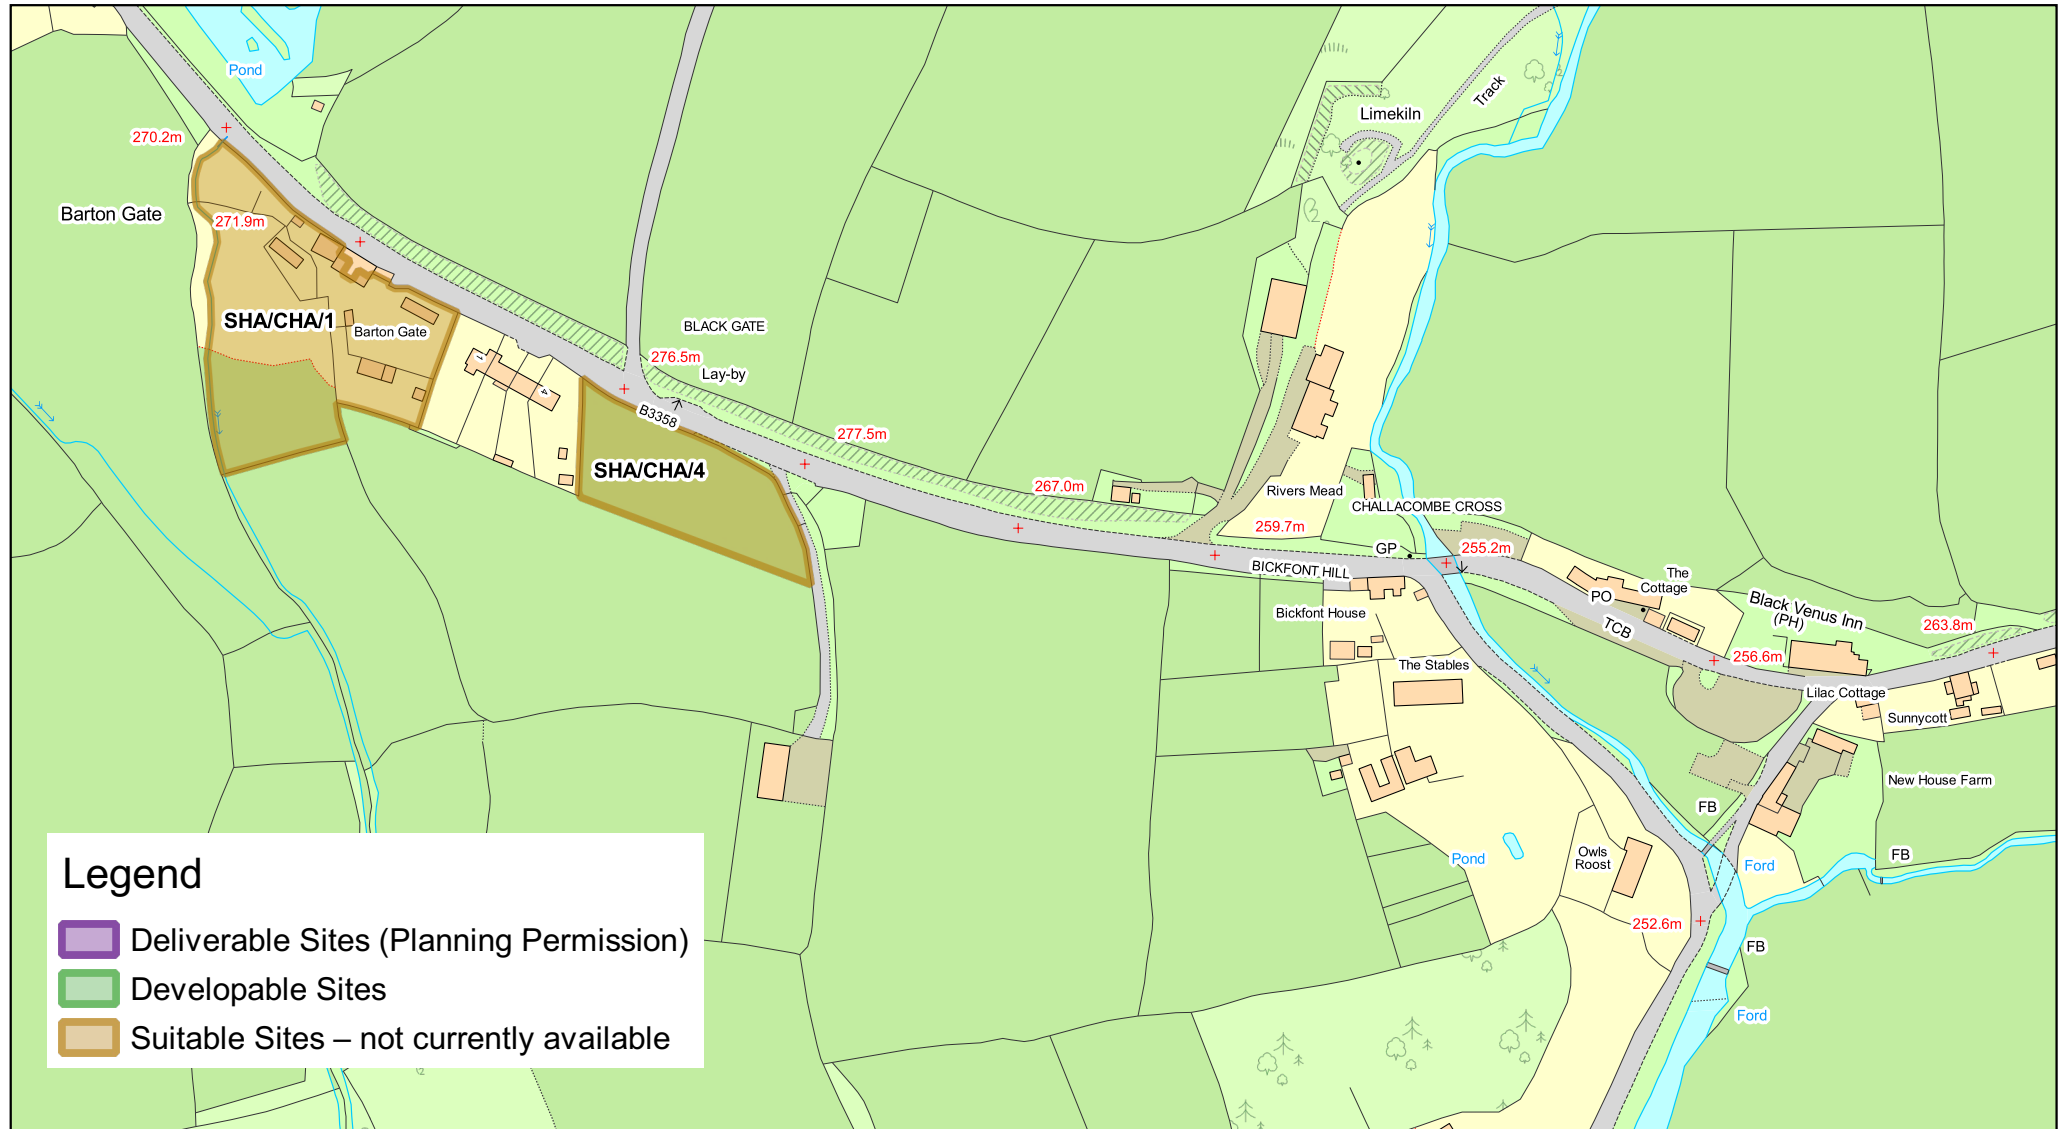 Pond
270.2m
Barton Gate
271.9m
SHA/CHA/1
Barton Gate
1
4
BLACK GATE
276.5m
Lay-by
B3358
SHA/CHA/4
277.5m
267.0m
Limekiln
Track
Rivers Mead
259.7m
CHALLACOMBE CROSS
GP
255.2m
BICKFONT HILL
Bickfont House
The Stables
The
Cottage
PO
TCB
Black Venus Inn
(PH)
263.8m
256.6m
Lilac Cottage
Sunnycott
New House Farm
FB
Ford
FB
Pond
Owls
Roost
252.6m
FB
Ford
Legend
Deliverable Sites (Planning Permission)
Developable Sites
Suitable Sites – not currently available